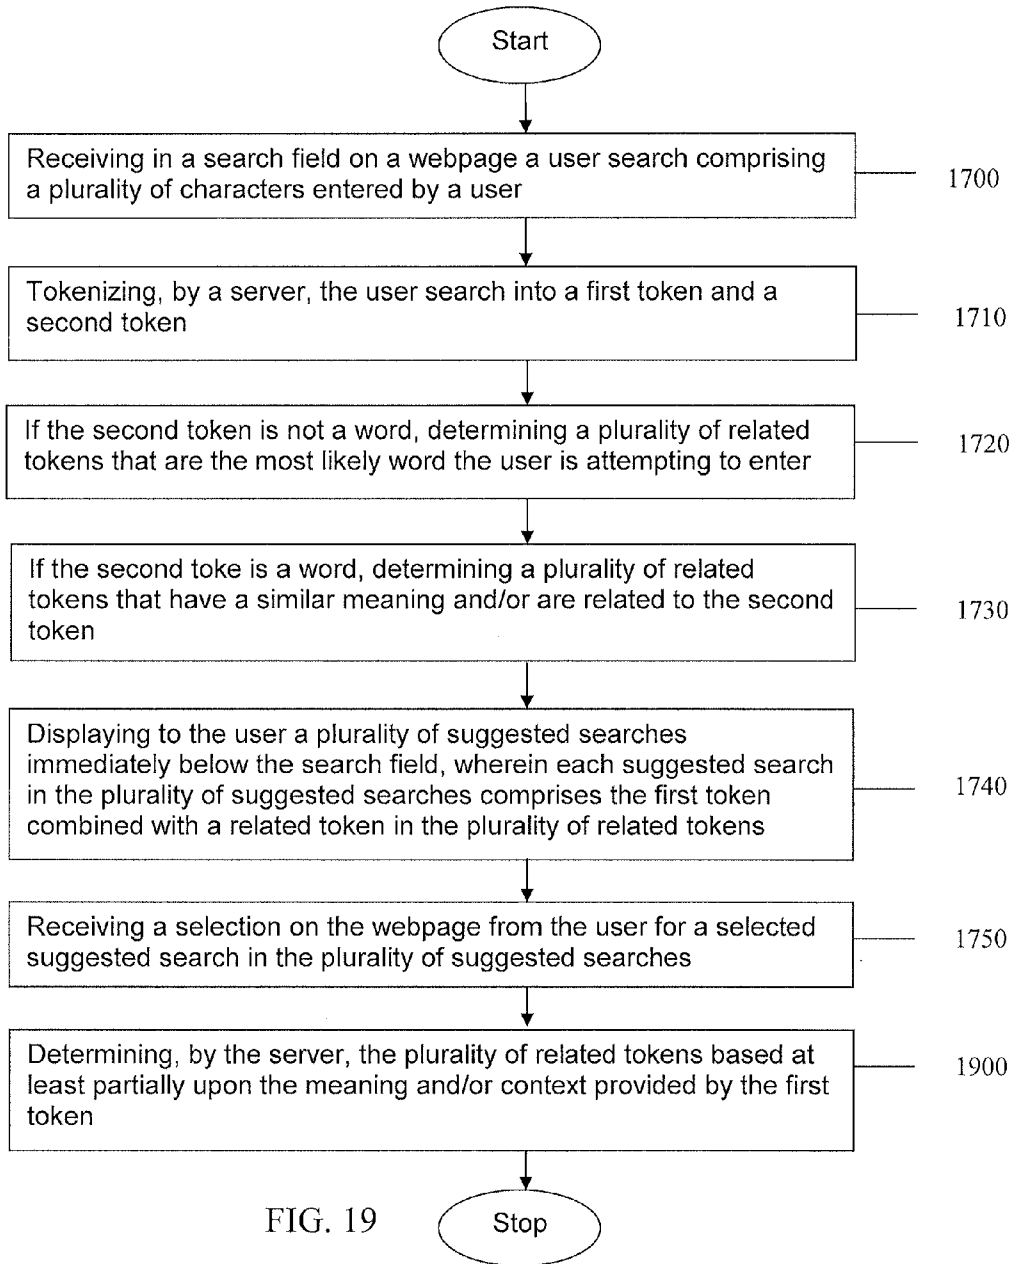 Start
Receiving in a search field on a webpage a user search comprising
a plurality of characters entered by a user
1700
Tokenizing, by a server, the user search into a first token and a
second token
1710
If the second token is not a word, determining a plurality of related
tokens that are the most likely word the user is attempting to enter
1720
If the second toke is a word, determining a plurality of related
tokens that have a similar meaning and/or are related to the second
token
1730
Displaying to the user a plurality of suggested searches
immediately below the search field, wherein each suggested search
in the plurality of suggested searches comprises the first token
combined with a related token in the plurality of related tokens
1740
Receiving a selection on the webpage from the user for a selected
suggested search in the plurality of suggested searches
1750
Determining, by the server, the plurality of related tokens based at
least partially upon the meaning and/or context provided by the first
token
1900
FIG. 19
Stop